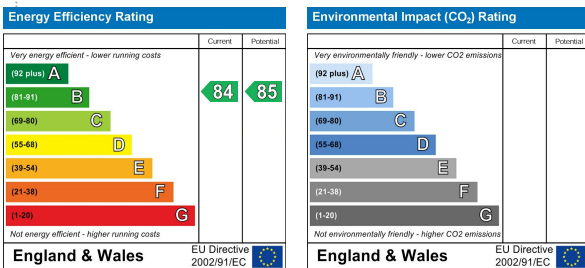 Energy Efficiency Rating
Current Potential
Very energy efficient - lower running costs
(92 plus) A
(81-91) B 84 85
(69-80) C
(55-68) D
(39-54) E
(21-38) F
(1-20) G
Not energy efficient - higher running costs
England & Wales
EU Directive
2002/91/EC
Environmental Impact (CO₂) Rating
Current Potential
Very environmentally friendly - lower CO2 emissions
(92 plus) A
(81-91) B
(69-80) C
(55-68) D
(39-54) E
(21-38) F
(1-20) G
Not environmentally friendly - higher CO2 emissions
England & Wales
EU Directive
2002/91/EC